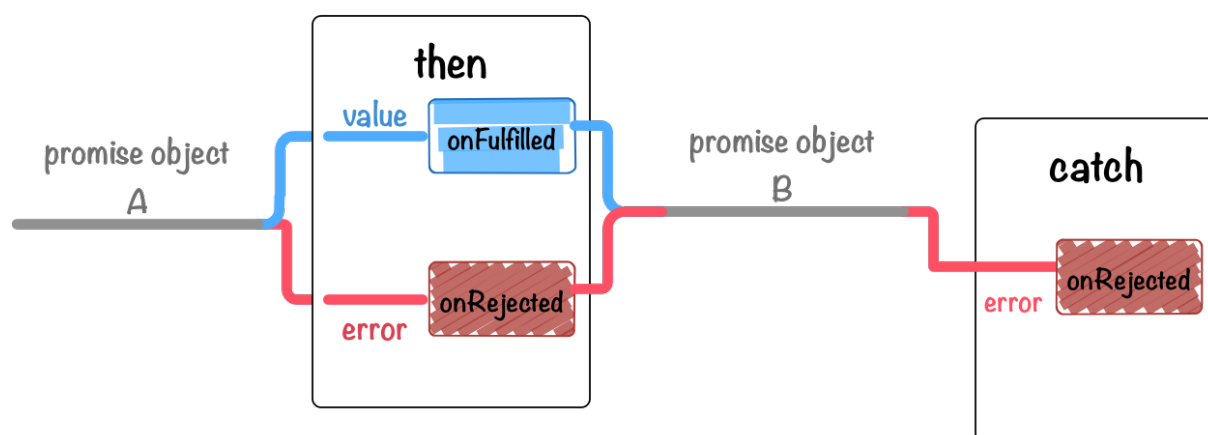 then
value
onFulfilled
promise object
A
error
onRejected
promise object
B
catch
error
onRejected